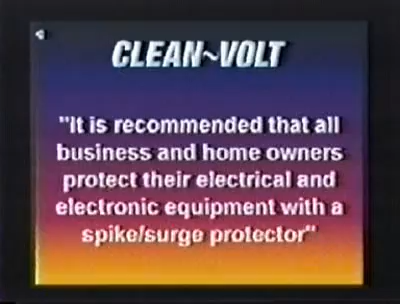 CLEAN~VOLT
"It is recommended that all
business and home owners
protect their electrical and
electronic equipment with a
spike/surge protector"